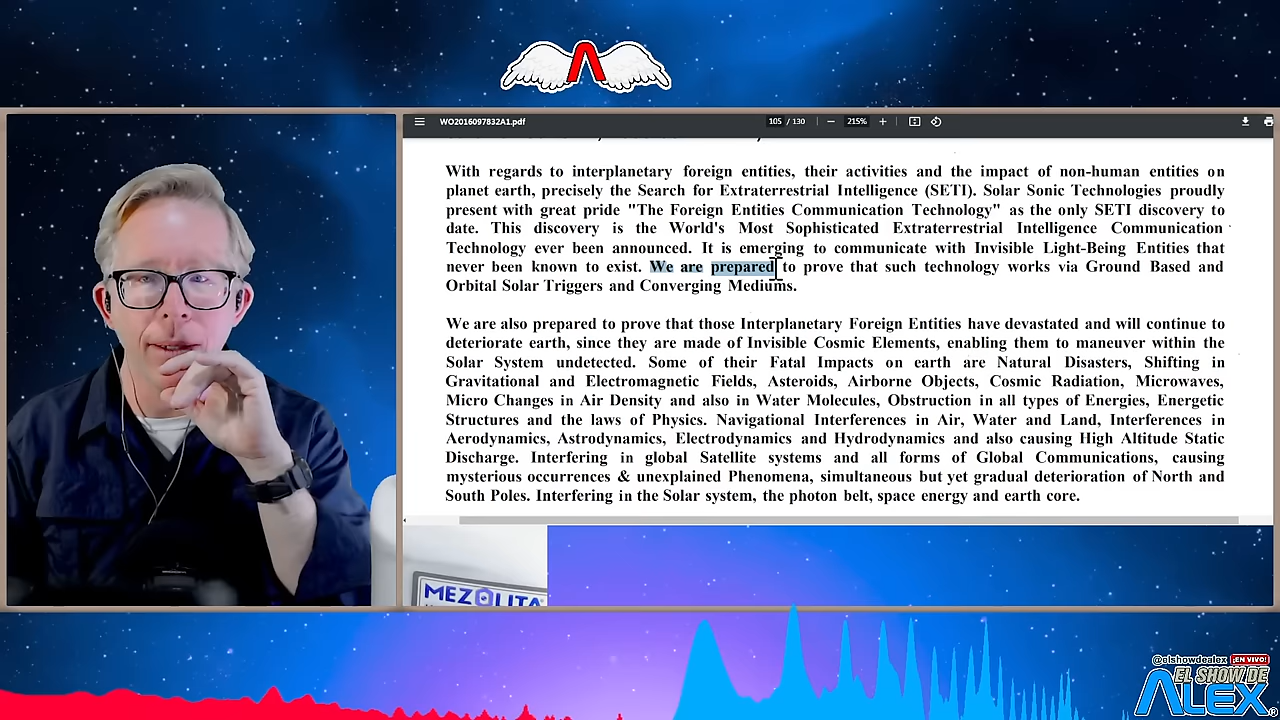 WO2016097832A1.pdf
105 / 130
215%
With regards to interplanetary foreign entities, their activities and the impact of non-human entities on
planet earth, precisely the Search for Extraterrestrial Intelligence (SETI). Solar Sonic Technologies proudly
present with great pride "The Foreign Entities Communication Technology" as the only SETI discovery to
date. This discovery is the World's Most Sophisticated Extraterrestrial Intelligence Communication
Technology ever been announced. It is emerging to communicate with Invisible Light-Being Entities that
never been known to exist. We are prepared to prove that such technology works via Ground Based and
Orbital Solar Triggers and Converging Mediums.
We are also prepared to prove that those Interplanetary Foreign Entities have devastated and will continue to
deteriorate earth, since they are made of Invisible Cosmic Elements, enabling them to maneuver within the
Solar System undetected. Some of their Fatal Impacts on earth are Natural Disasters, Shifting in
Gravitational and Electromagnetic Fields, Asteroids, Airborne Objects, Cosmic Radiation, Microwaves,
Micro Changes in Air Density and also in Water Molecules, Obstruction in all types of Energies, Energetic
Structures and the laws of Physics. Navigational Interferences in Air, Water and Land, Interferences in
Aerodynamics, Astrodynamics, Electrodynamics and Hydrodynamics and also causing High Altitude Static
Discharge. Interfering in global Satellite systems and all forms of Global Communications, causing
mysterious occurrences & unexplained Phenomena, simultaneous but yet gradual deterioration of North and
South Poles. Interfering in the Solar system, the photon belt, space energy and earth core.
MEZQLITA
@elshowdealex ¡EN VIVO!
EL SHOW DE
ALEX